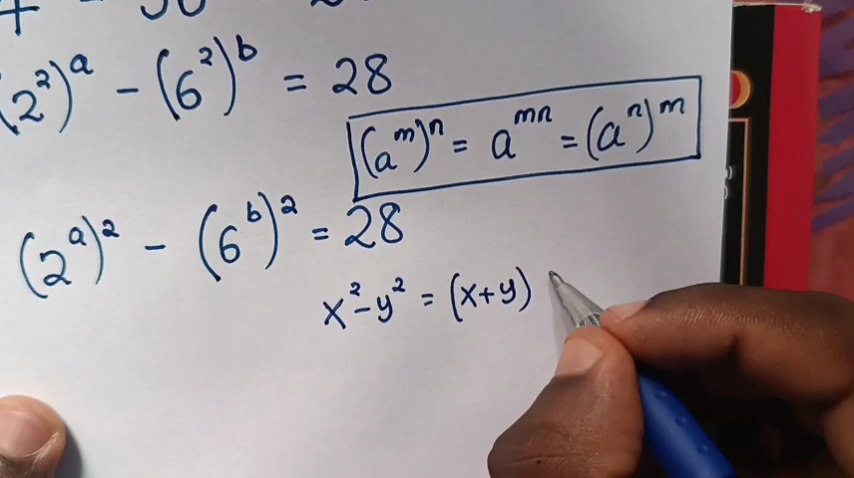 (2²)ᵃ - (6²)ᵇ = 28
(aᵐ)ⁿ = aᵐⁿ = (aⁿ)ᵐ
(2ᵃ)² - (6ᵇ)² = 28
x² - y² = (x+y)